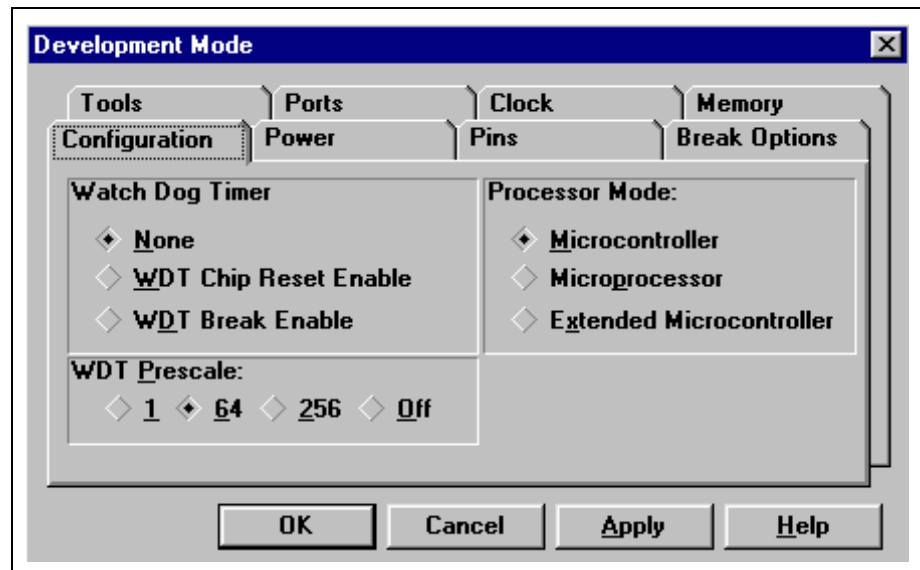 Development Mode
Tools Ports Clock Memory
Configuration Power Pins Break Options
Watch Dog Timer
None
WDT Chip Reset Enable
WDT Break Enable
Processor Mode:
Microcontroller
Microprocessor
Extended Microcontroller
WDT Prescale:
1 64 256 Off
OK Cancel Apply Help